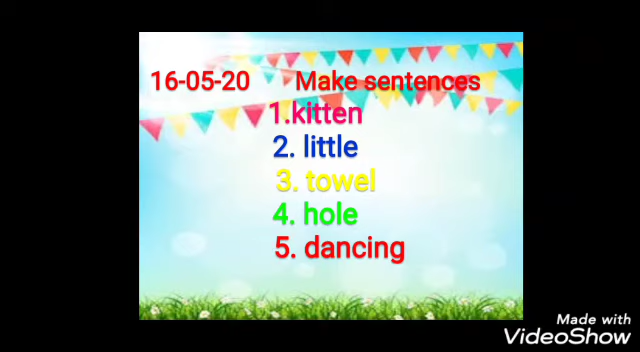 16-05-20 Make sentences
1.kitten
2. little
3. towel
4. hole
5. dancing
Made with
VideoShow